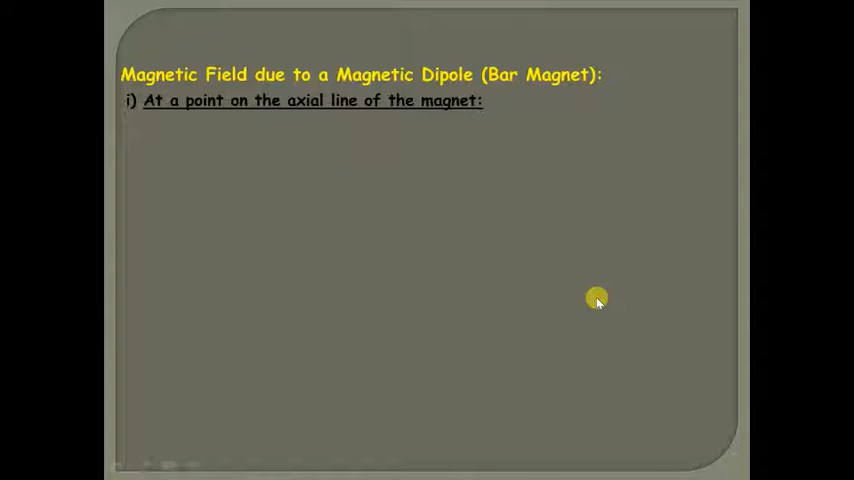 Magnetic Field due to a Magnetic Dipole (Bar Magnet):
i) At a point on the axial line of the magnet: